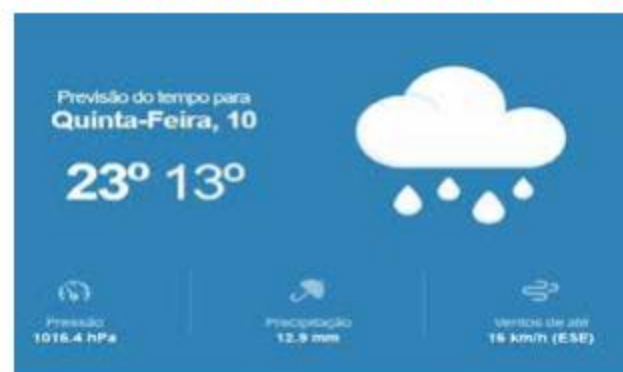 Previsão do tempo para
Quinta-Feira, 10
23º 13º
Pressão
1016.4 hPa
Precipitação
12.9 mm
Ventos de até
16 km/h (ESE)